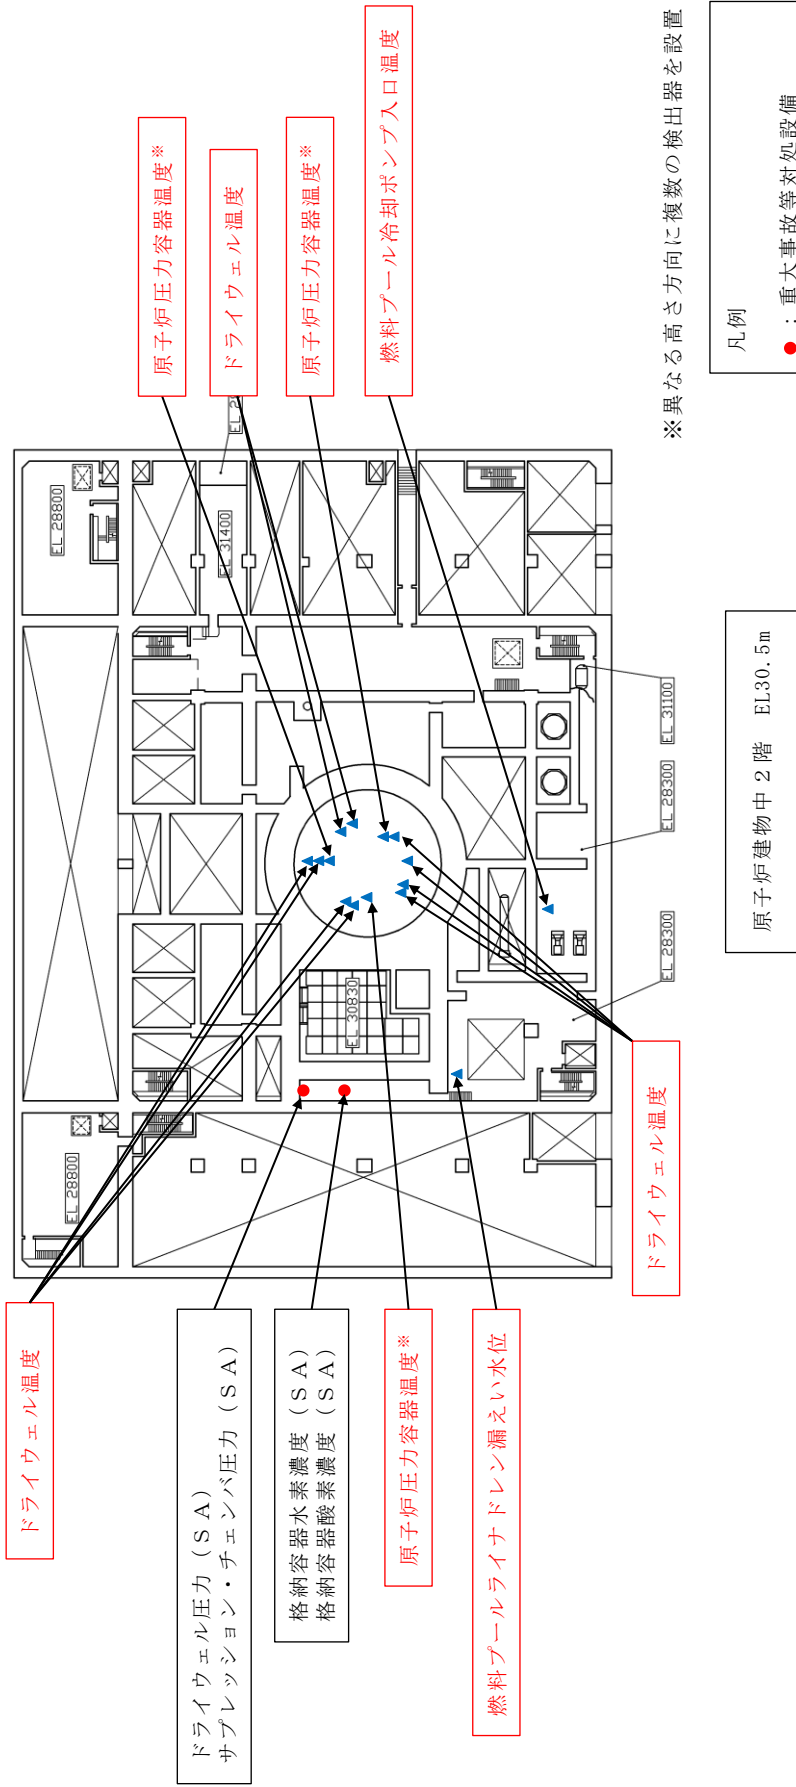 ドライウェル温度
ドライウェル圧力（ＳＡ）
サプレッション・チェンバ圧力（ＳＡ）
格納容器水素濃度（ＳＡ）
格納容器酸素濃度（ＳＡ）
原子炉圧力容器温度※
燃料プールライナドレン漏えい水位
ドライウェル温度
EL 28800
EL 30830
EL 28300
EL 28300
EL 31100
EL 28800
EL 31400
原子炉圧力容器温度※
ドライウェル温度
原子炉圧力容器温度※
燃料プール冷却ポンプ入口温度
※異なる高さ方向に複数の検出器を設置
原子炉建物中２階　EL30.5m
凡例
●：重大事故等対処設備